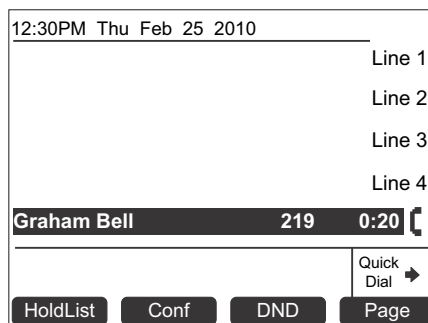 12:30PM Thu Feb 25 2010
Line 1
Line 2
Line 3
Line 4
Graham Bell 219 0:20
Quick
Dial
HoldList Conf DND Page